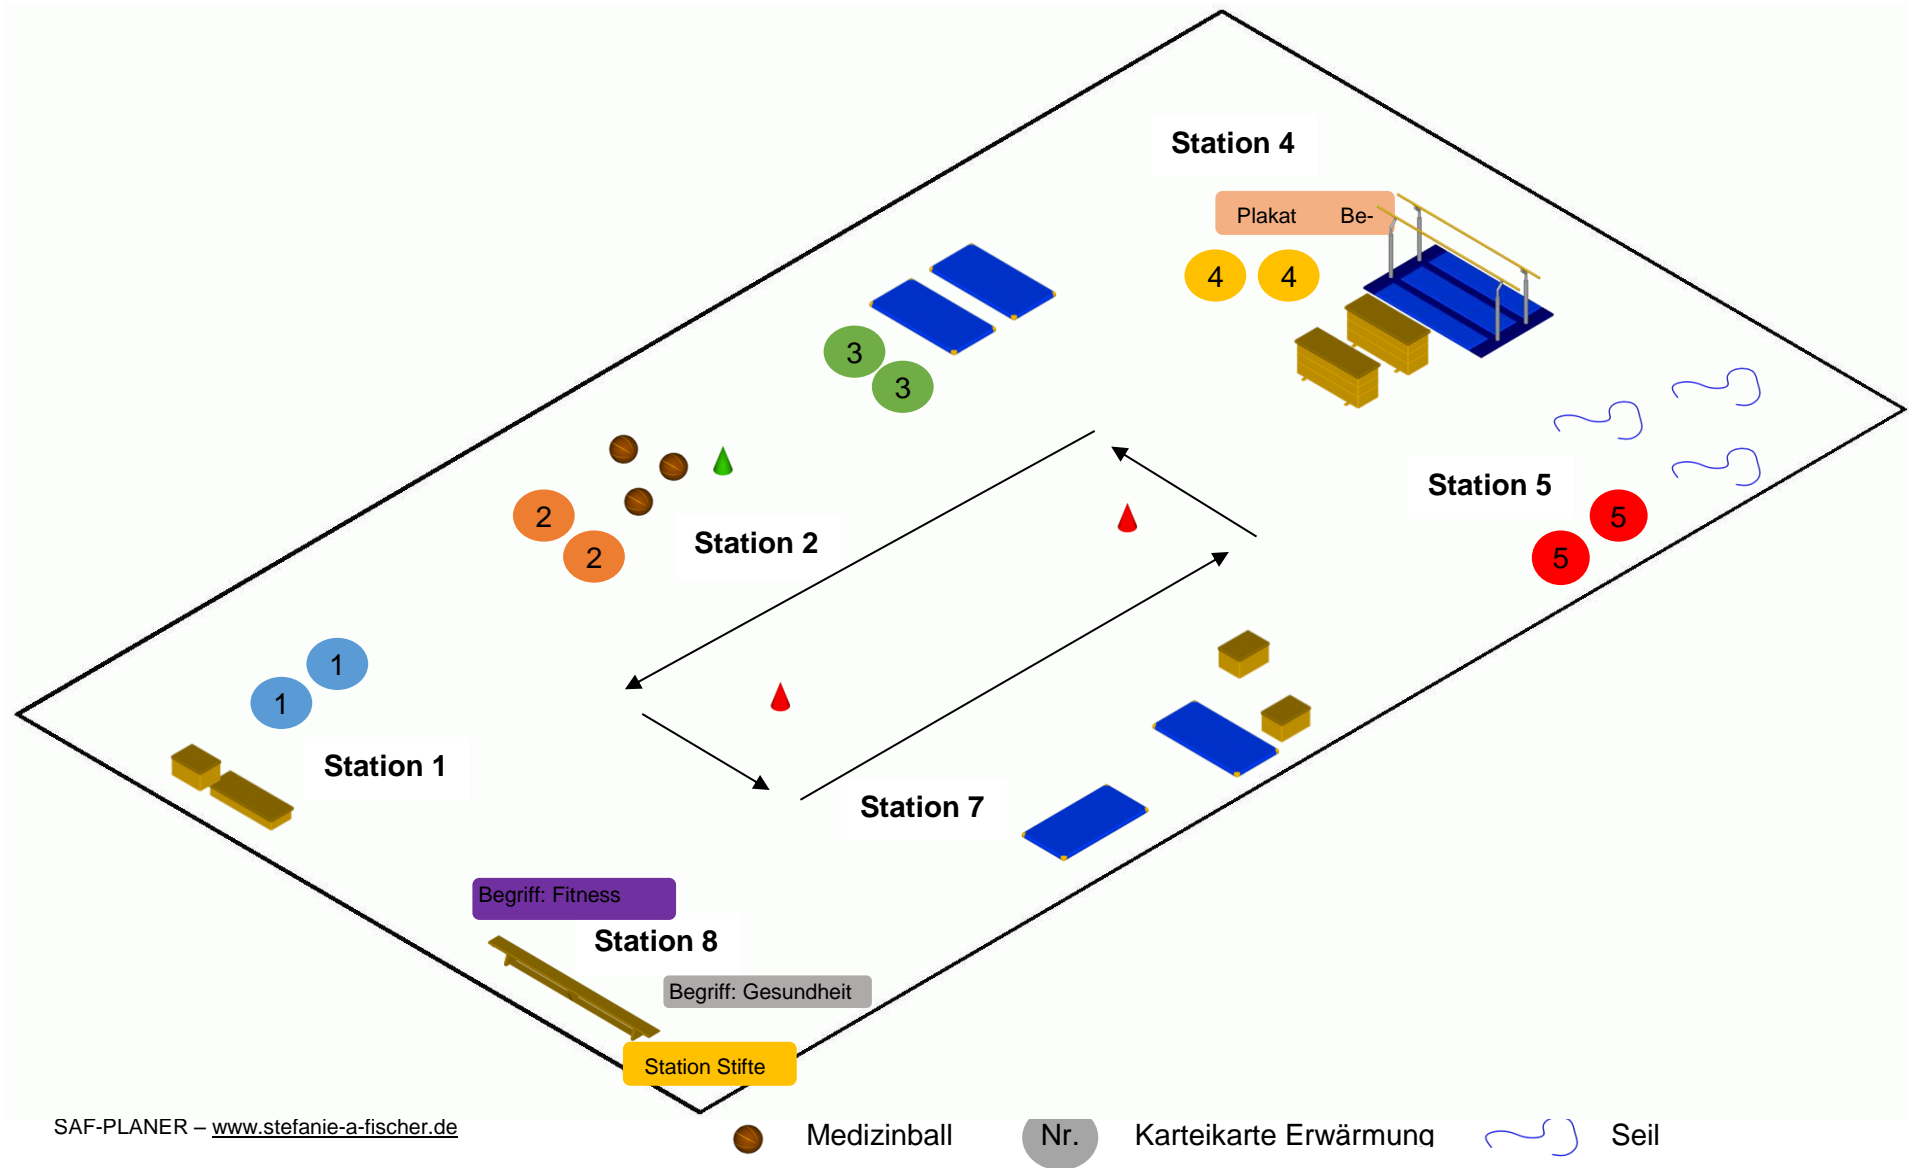 Station 4
Plakat Be-
4 4
3
3
Station 5
5
5
2
2
Station 2
1
1
Station 1
Station 7
Begriff: Fitness
Station 8
Begriff: Gesundheit
Station Stifte
SAF-PLANER – www.stefanie-a-fischer.de
Medizinball
Nr.
Karteikarte Erwärmung
Seil